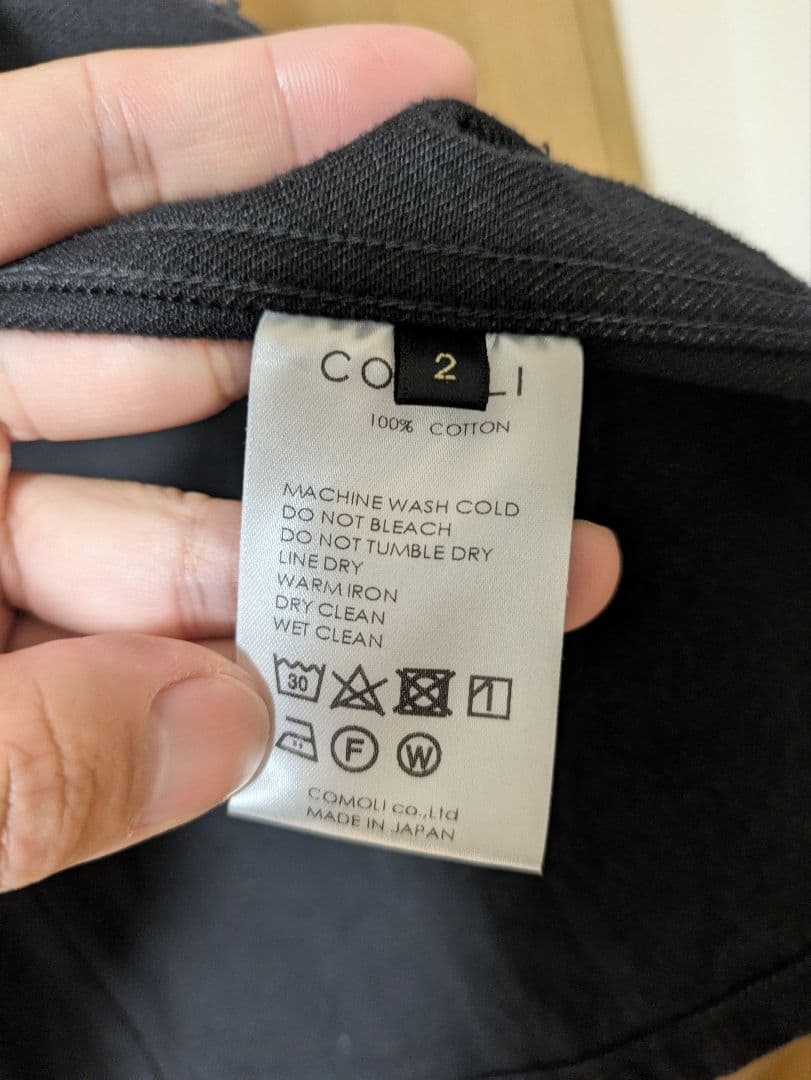 CO LI
2
100% COTTON
MACHINE WASH COLD
DO NOT BLEACH
DO NOT TUMBLE DRY
LINE DRY
WARM IRON
DRY CLEAN
WET CLEAN
30
F W
COMOLI co.,Ltd
MADE IN JAPAN